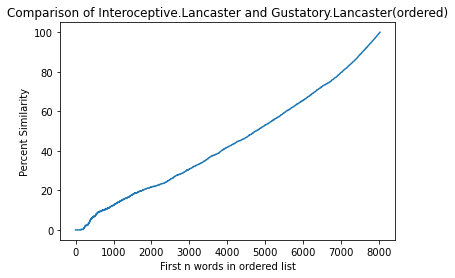 Comparison of Interoceptive.Lancaster and Gustatory.Lancaster(ordered)
100
80
60
40
20
0
Percent Similarity
0 1000 2000 3000 4000 5000 6000 7000 8000
First n words in ordered list